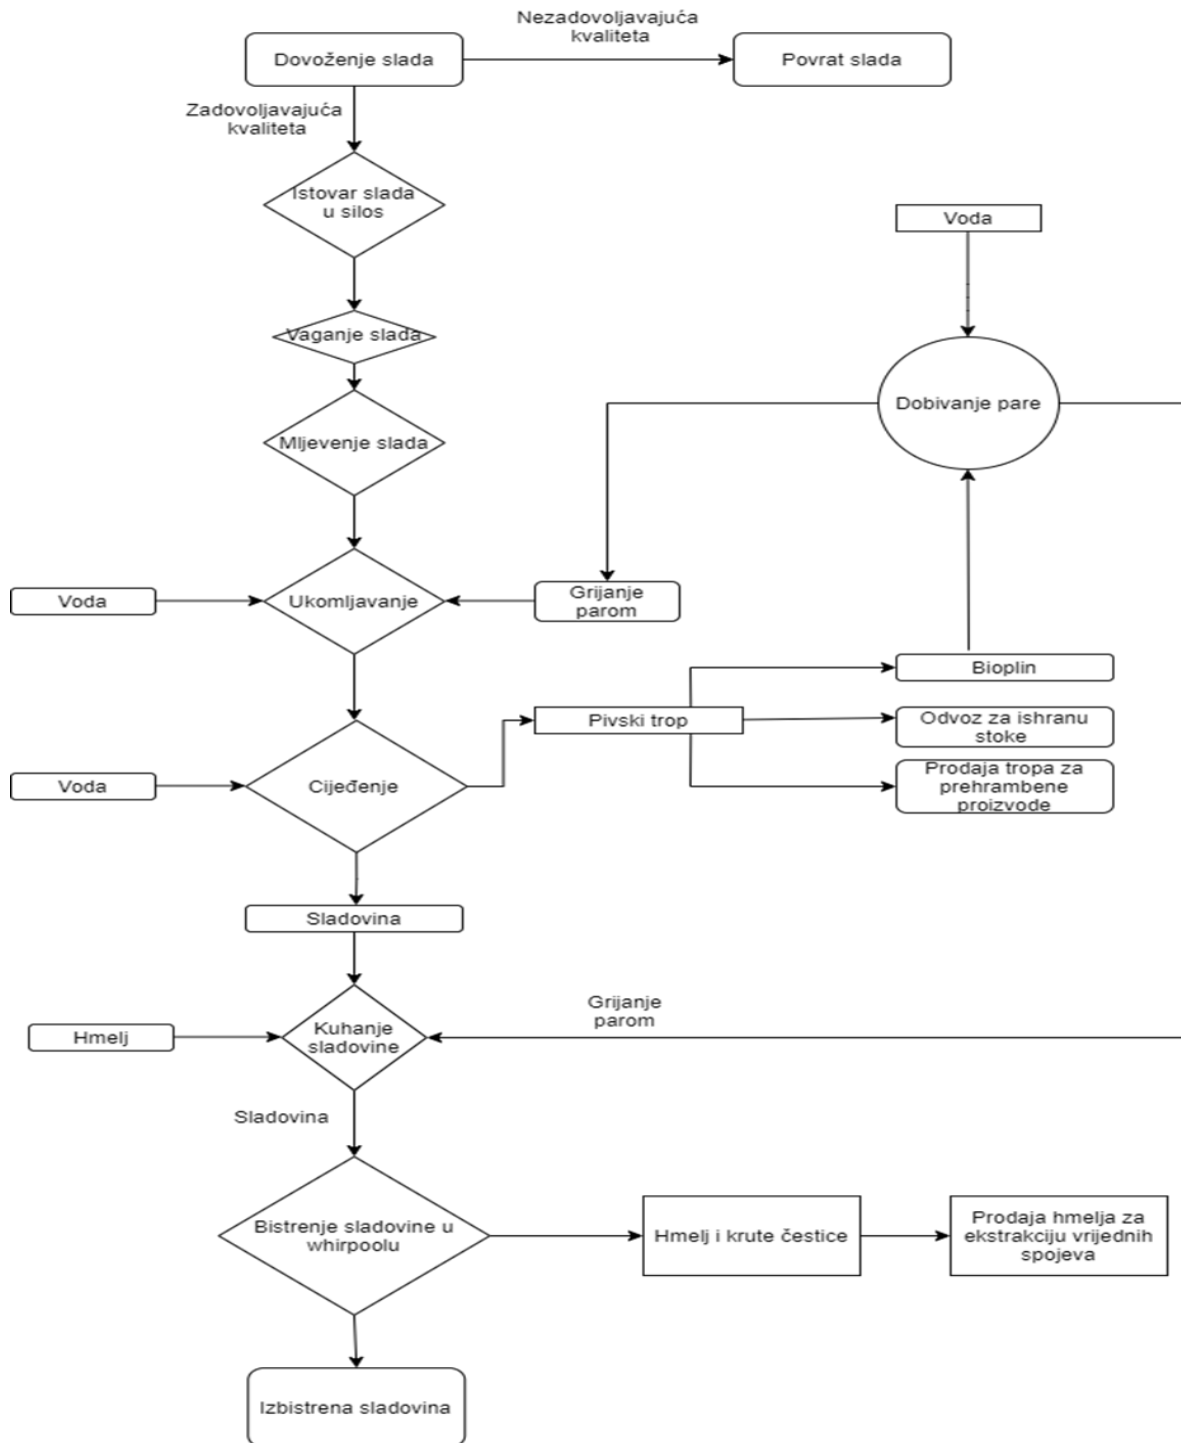 Nezadovoljavajuća
kvaliteta
Dovoženje slada
Povrat slada
Zadovoljavajuća
kvaliteta
Istovar slada
u silos
Voda
Vaganje slada
Dobivanje pare
Mljevenje slada
Voda
Ukomljavanje
Grijanje
parom
Bioplin
Pivski trop
Odvoz za ishranu
stoke
Voda
Cijeđenje
Prodaja tropa za
prehrambene
proizvode
Sladovina
Hmelj
Kuhanje
sladovine
Grijanje
parom
Sladovina
Bistrenje sladovine u
whirpoolu
Hmelj i krute čestice
Prodaja hmelja za
ekstrakciju vrijednih
spojeva
Izbistrena sladovina